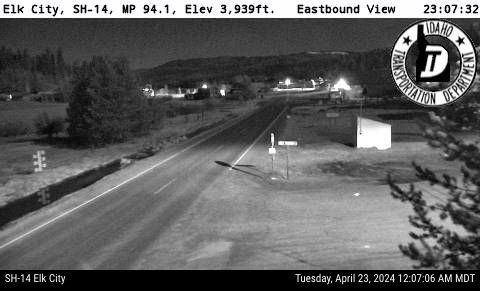 Elk City, SH-14, MP 94.1, Elev 3,939ft. Eastbound View 23:07:32
IDAHO
TRANSPORTATION DEPARTMENT
SH-14 Elk City Tuesday, April 23, 2024 12:07:06 AM MDT